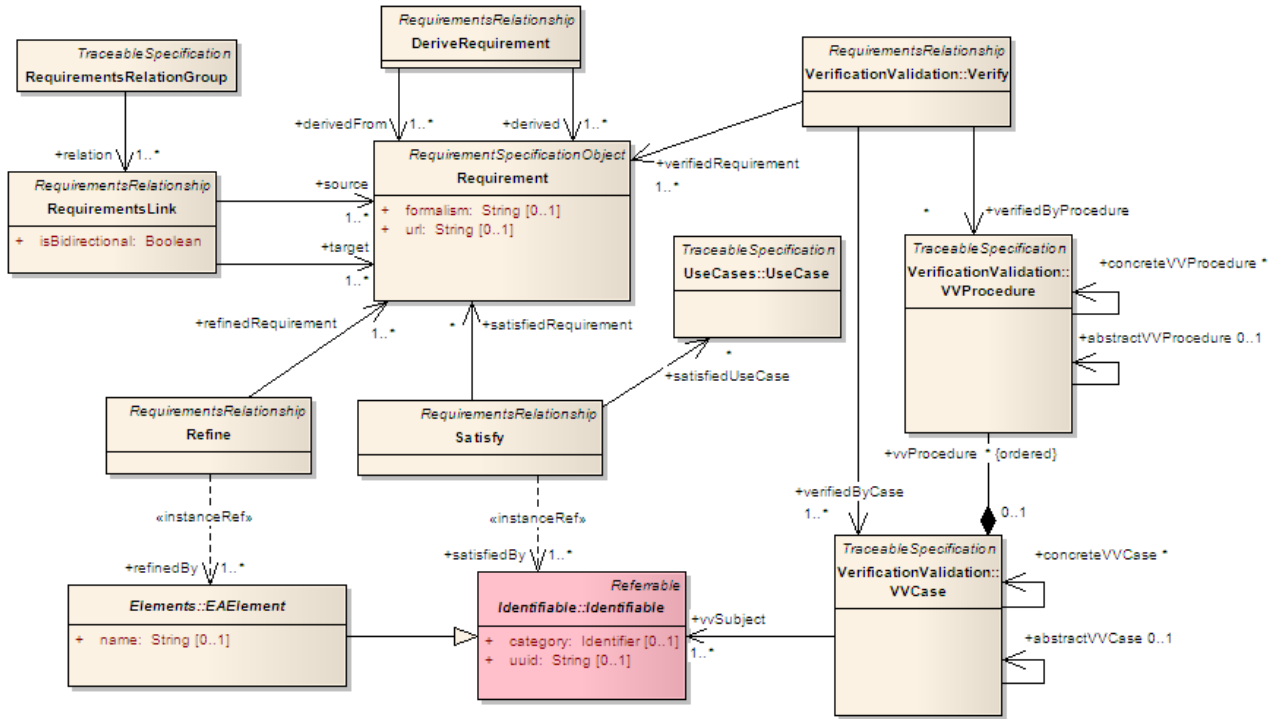 RequirementsRelationship
DeriveRequirement
TraceableSpecification
RequirementsRelationGroup
RequirementsRelationship
VerificationValidation::Verify
+derivedFrom
1..*
+derived
1..*
+relation
1..*
RequirementSpecificationObject
Requirement
+ formalism: String [0..1]
+ url: String [0..1]
+verifiedRequirement
1..*
RequirementsRelationship
RequirementsLink
+ isBidirectional: Boolean
+source
1..*
+target
1..*
*
+verifiedByProcedure
TraceableSpecification
UseCases::UseCase
TraceableSpecification
VerificationValidation::
VVProcedure
+concreteVVProcedure *
+abstractVVProcedure 0..1
+refinedRequirement
1..*
*
+satisfiedRequirement
*
+satisfiedUseCase
RequirementsRelationship
Refine
RequirementsRelationship
Satisfy
+vvProcedure * {ordered}
0..1
+verifiedByCase
1..*
«instanceRef»
«instanceRef»
+refinedBy
1..*
+satisfiedBy
1..*
TraceableSpecification
VerificationValidation::
VVCase
+concreteVVCase *
+abstractVVCase 0..1
Elements::EAElement
+ name: String [0..1]
Referrable
Identifiable::Identifiable
+ category: Identifier [0..1]
+ uuid: String [0..1]
+vvSubject
1..*